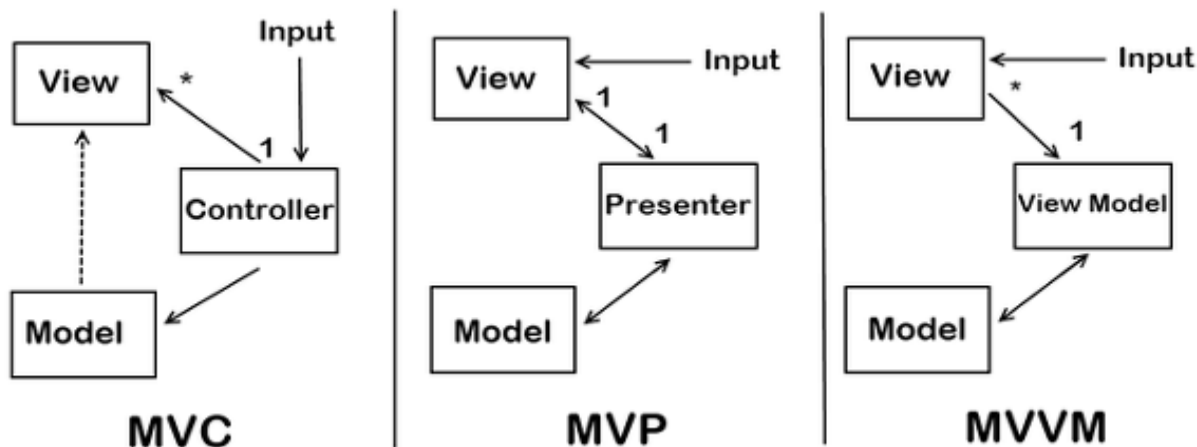 Input
View
*
1
Controller
Model
MVC
View
Input
1
1
Presenter
Model
MVP
View
Input
*
1
View Model
Model
MVVM